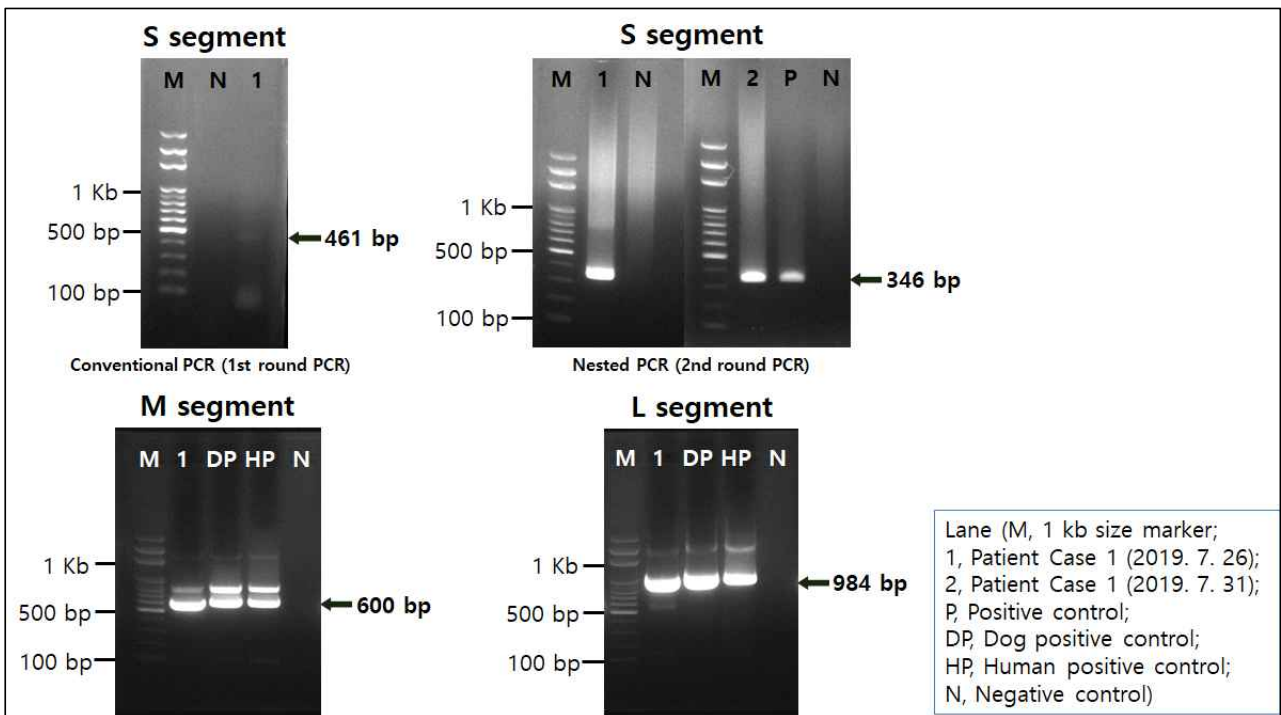 S segment
M N 1
1 Kb
500 bp
461 bp
100 bp
Conventional PCR (1st round PCR)
S segment
M 1 N M 2 P N
1 Kb
500 bp
346 bp
100 bp
Nested PCR (2nd round PCR)
M segment
M 1 DP HP N
1 Kb
600 bp
500 bp
100 bp
L segment
M 1 DP HP N
1 Kb
984 bp
500 bp
100 bp
Lane (M, 1 kb size marker;
1, Patient Case 1 (2019. 7. 26);
2, Patient Case 1 (2019. 7. 31);
P, Positive control;
DP, Dog positive control;
HP, Human positive control;
N, Negative control)